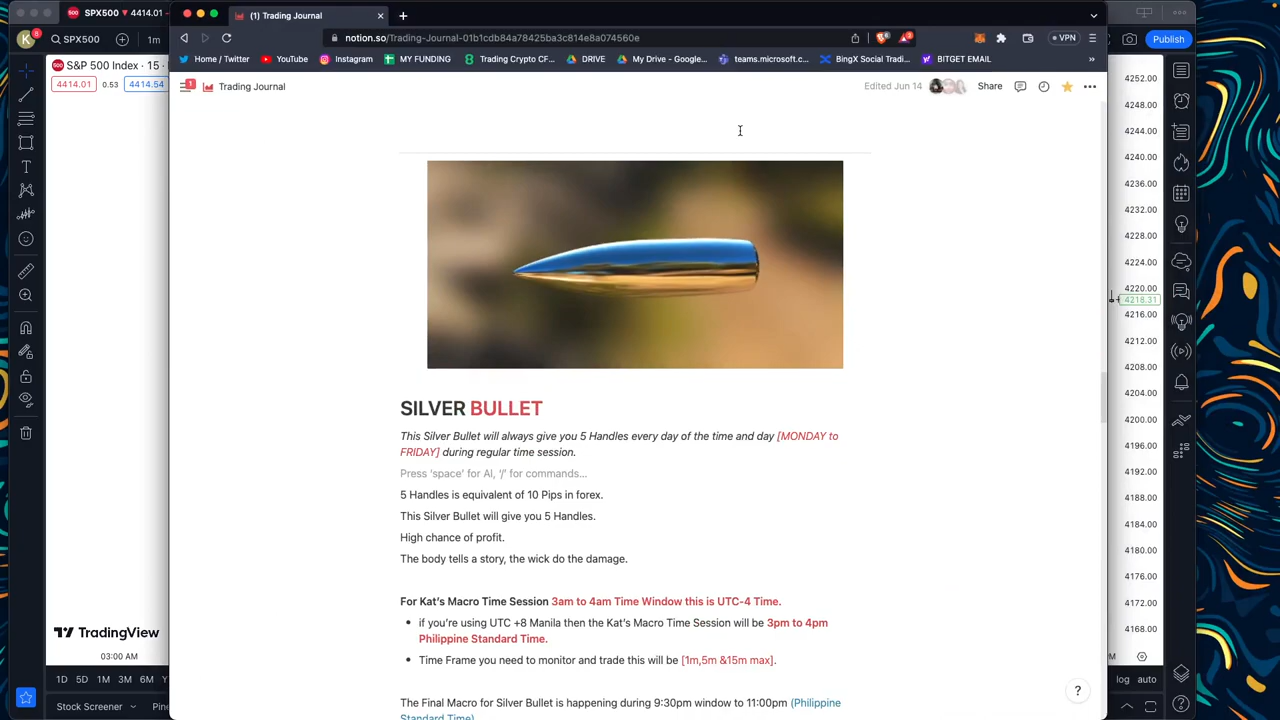 SPX500 4414.01
(1) Trading Journal
SPX500
1m
notion.so/Trading-Journal-01b1cdb84a78425ba3c814e8a074560e
VPN
Publish
Home / Twitter
YouTube
Instagram
MY FUNDING
Trading Crypto CF...
DRIVE
My Drive - Google...
teams.microsoft.c...
BingX Social Tradi...
BITGET EMAIL
S&P 500 Index · 15
4414.01
0.53
4414.54
Trading Journal
Edited Jun 14
Share
SILVER BULLET
This Silver Bullet will always give you 5 Handles every day of the time and day [MONDAY to
FRIDAY] during regular time session.
Press 'space' for AI, '/' for commands...
5 Handles is equivalent of 10 Pips in forex.
This Silver Bullet will give you 5 Handles.
High chance of profit.
The body tells a story, the wick do the damage.
For Kat's Macro Time Session 3am to 4am Time Window this is UTC-4 Time.
if you're using UTC +8 Manila then the Kat's Macro Time Session will be 3pm to 4pm
Philippine Standard Time.
Time Frame you need to monitor and trade this will be [1m,5m &15m max].
The Final Macro for Silver Bullet is happening during 9:30pm window to 11:00pm (Philippine
Standard Time)
4252.00
4248.00
4244.00
4240.00
4236.00
4232.00
4228.00
4224.00
4220.00
4218.31
4216.00
4212.00
4208.00
4204.00
4200.00
4196.00
4192.00
4188.00
4184.00
4180.00
4176.00
4172.00
4168.00
TradingView
03:00 AM
1D 5D 1M 3M 6M
log auto
Stock Screener